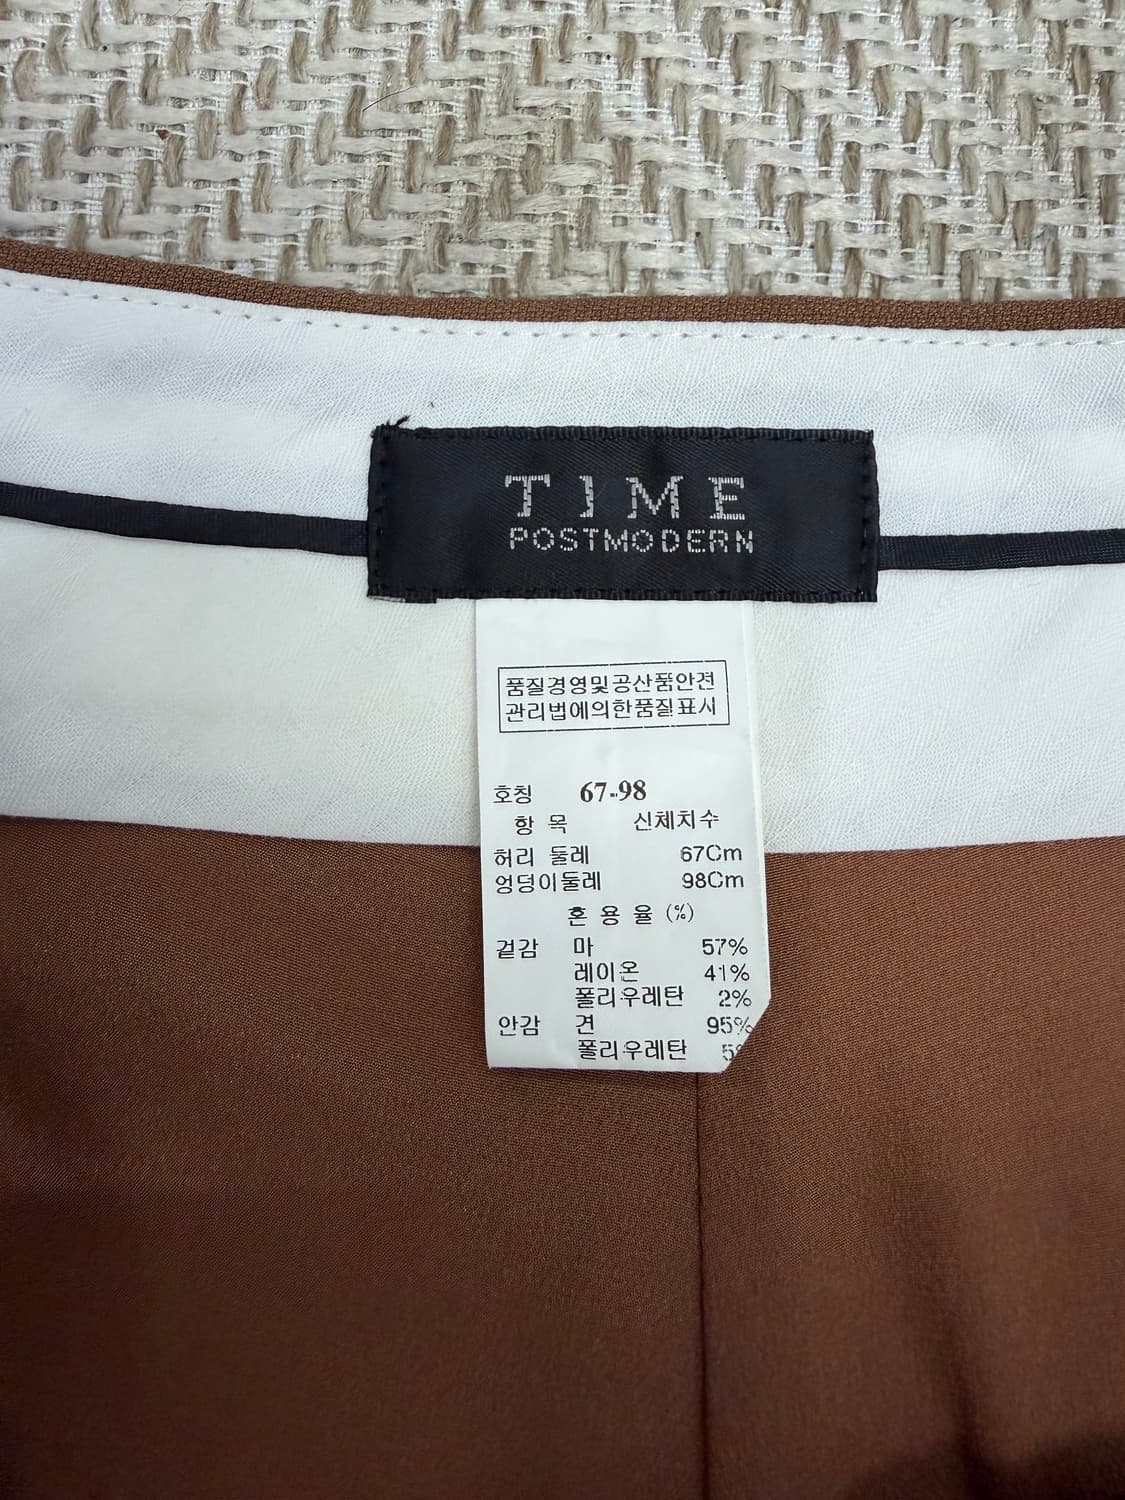 TIME
POSTMODERN
품질경영및공산품안전
관리법에의한품질표시
호칭 67-98
항 목 신체치수
허리 둘레 67Cm
엉덩이둘레 98Cm
혼 용 율 (%)
겉감 마 57%
레이온 41%
폴리우레탄 2%
안감 견 95%
폴리우레탄 5%